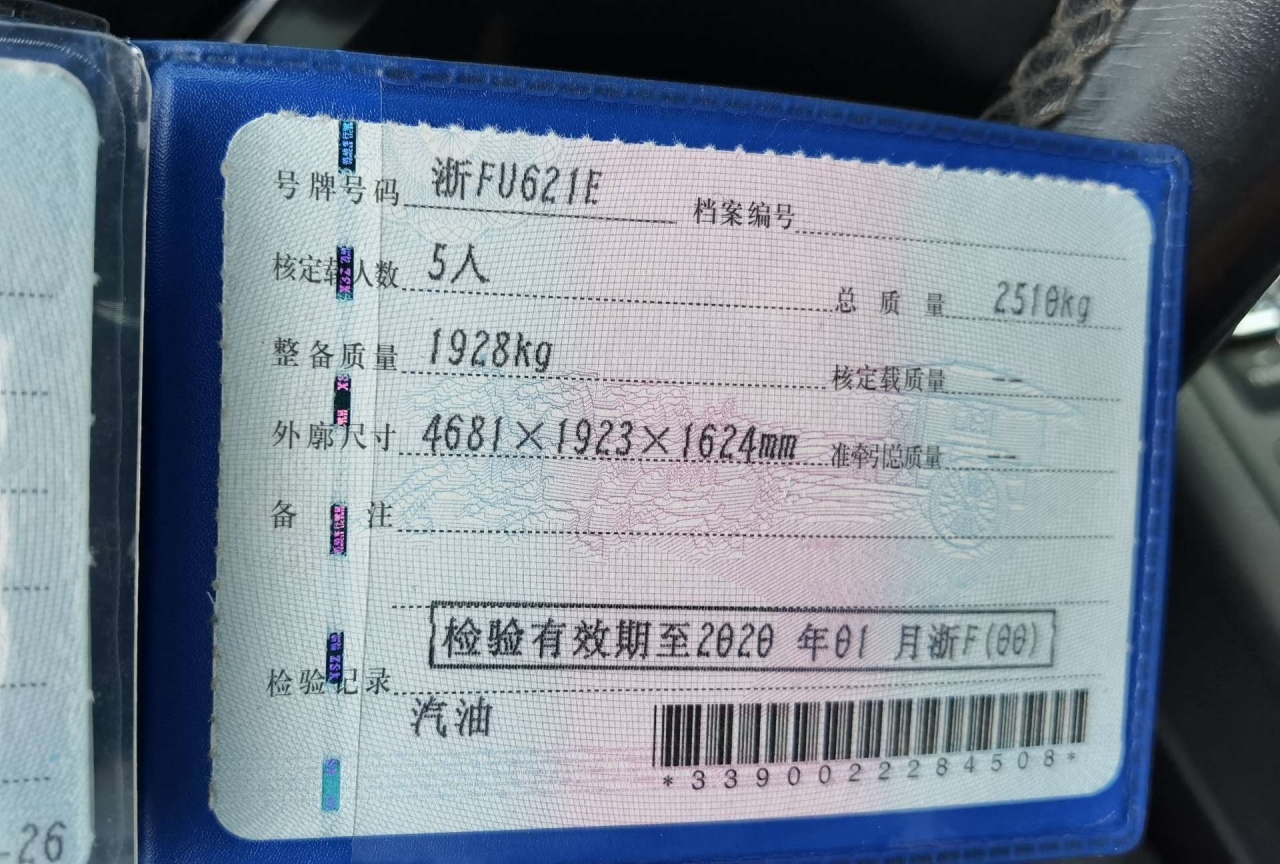 号牌号码 浙FU621E 档案编号
核定载人数 5人 总质量 2510kg
整备质量 1928kg 核定载质量 --
外廓尺寸 4681×1923×1624mm 准牵引总质量 --
备注
检验有效期至2020 年01 月浙F(00)
检验记录
汽油
*3390022284508*
-26